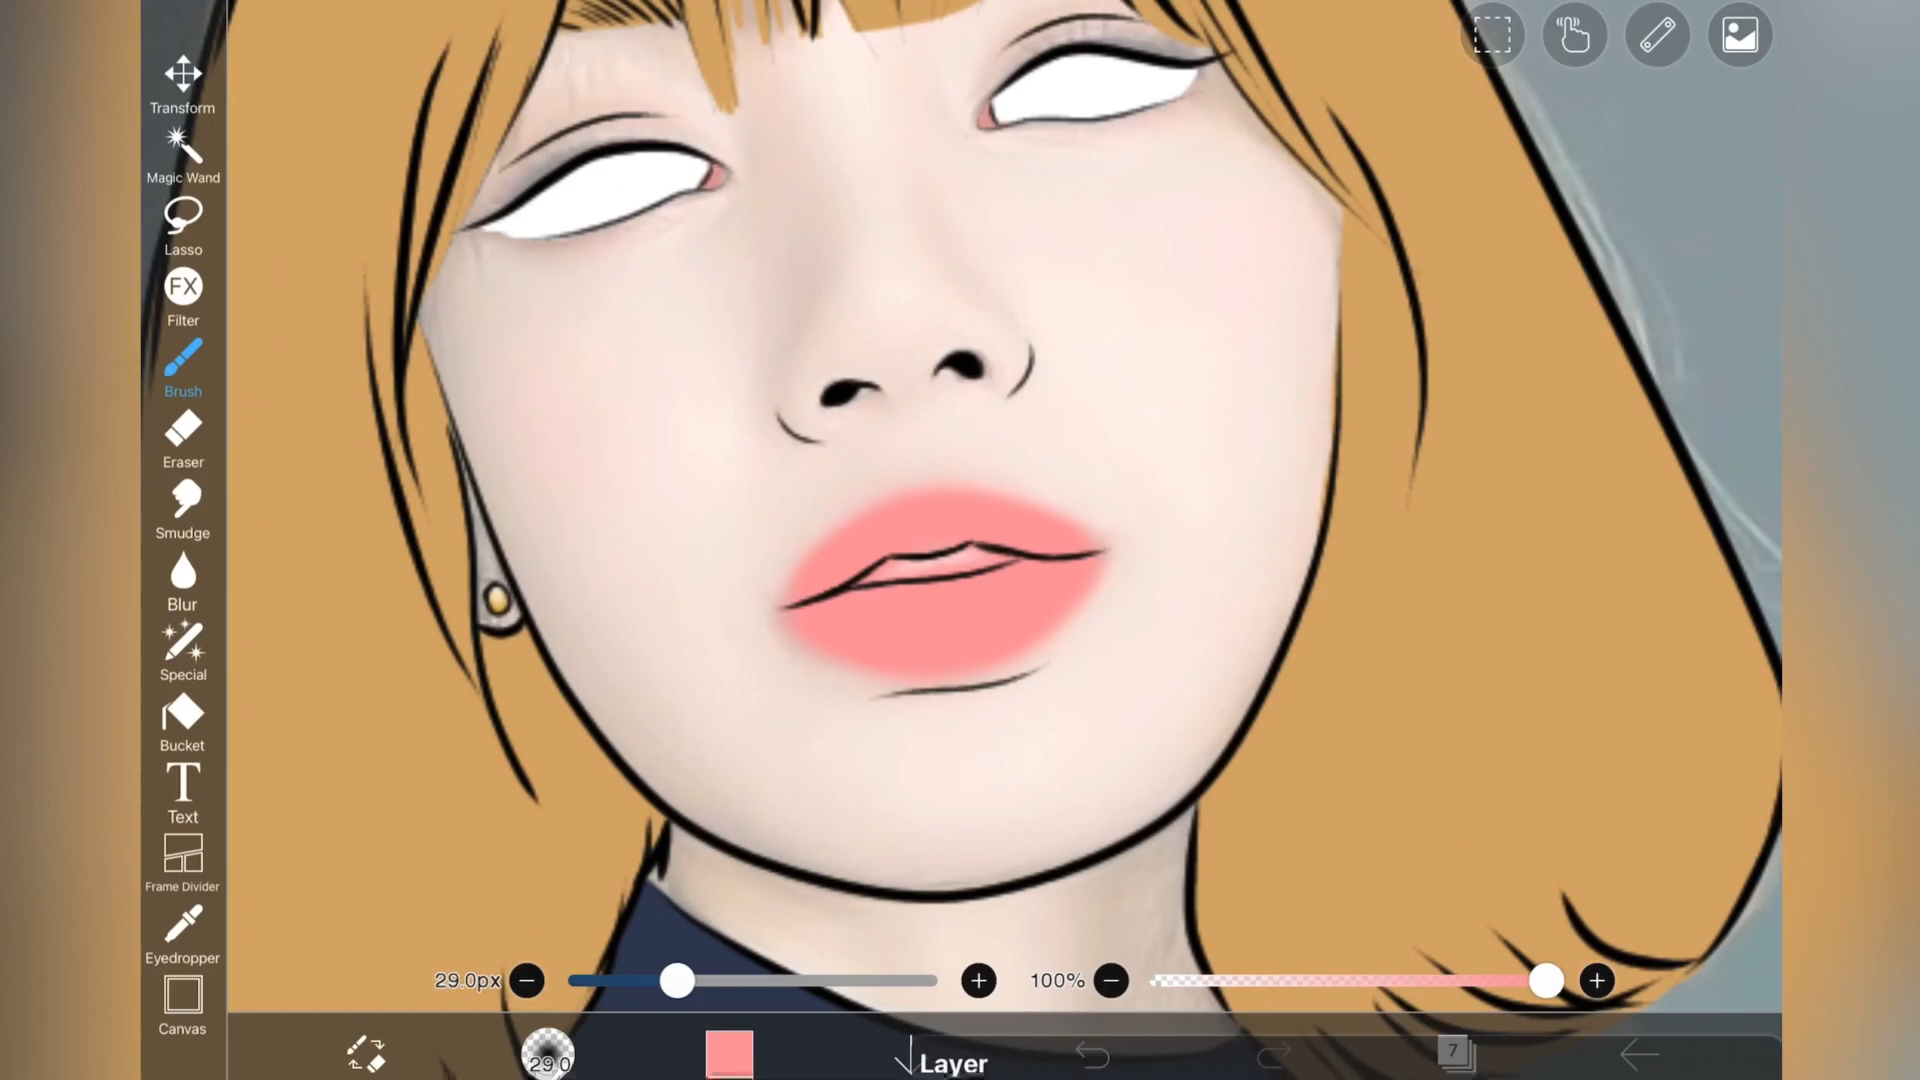 Transform
Magic Wand
Lasso
FX
Filter
Brush
Eraser
Smudge
Blur
Special
Bucket
T
Text
Frame Divider
Eyedropper
Canvas
29.0px
100%
29.0
Layer
7